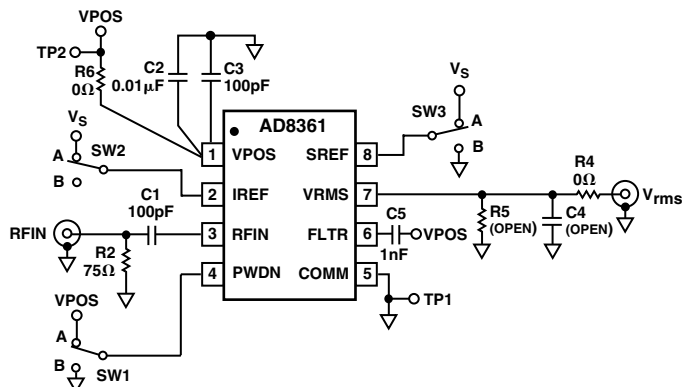 VPOS
TP2
R6
0Ω
C2
0.01μF
C3
100pF
VS
A
B
SW2
AD8361
1 VPOS
2 IREF
3 RFIN
4 PWDN
SREF 8
VRMS 7
FLTR 6
COMM 5
VS
SW3
A
B
C1
100pF
RFIN
R2
75Ω
R4
0Ω
Vrms
R5
(OPEN)
C4
(OPEN)
C5
1nF
VPOS
TP1
VPOS
A
B
SW1